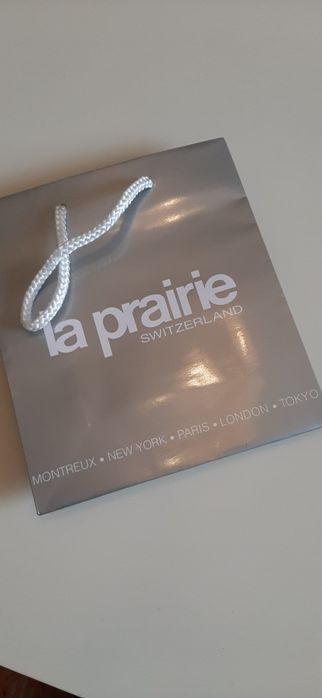 la prairie
SWITZERLAND
MONTREUX • NEW YORK • PARIS • LONDON • TOKYO